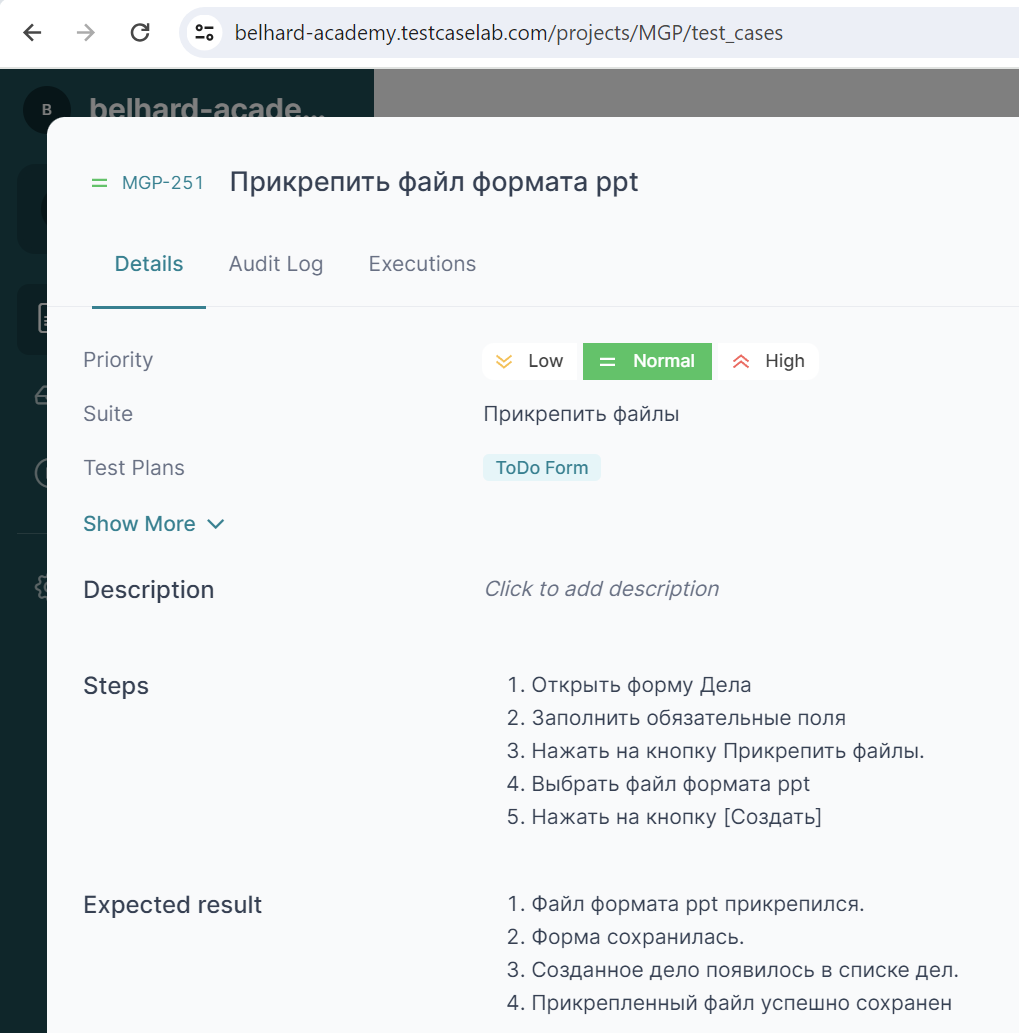 belhard-academy.testcaselab.com/projects/MGP/test_cases
B belhard-acade...
MGP-251 Прикрепить файл формата ppt
Details Audit Log Executions
Priority Low Normal High
Suite Прикрепить файлы
Test Plans ToDo Form
Show More
Description Click to add description
Steps
1. Открыть форму Дела
2. Заполнить обязательные поля
3. Нажать на кнопку Прикрепить файлы.
4. Выбрать файл формата ppt
5. Нажать на кнопку [Создать]
Expected result
1. Файл формата ppt прикрепился.
2. Форма сохранилась.
3. Созданное дело появилось в списке дел.
4. Прикрепленный файл успешно сохранен